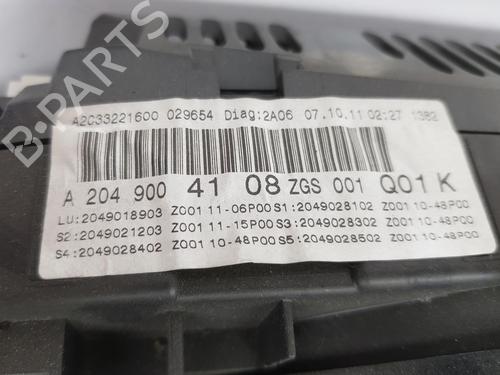 B-PARTS
A2C33221600 029654 Diag:2A06 07.10.11 02:27 1382
A 204 900 41 08 ZGS 001 Q01 K
LU:2049018903 Z001 11-06P00 S1:2049028102 Z001 10-48P00
S2:2049021203 Z001 11-15P00 S3:2049028302 Z001 10-48P00
S4:2049028402 Z001 10-48P00 S5:2049028502 Z001 10-48P00